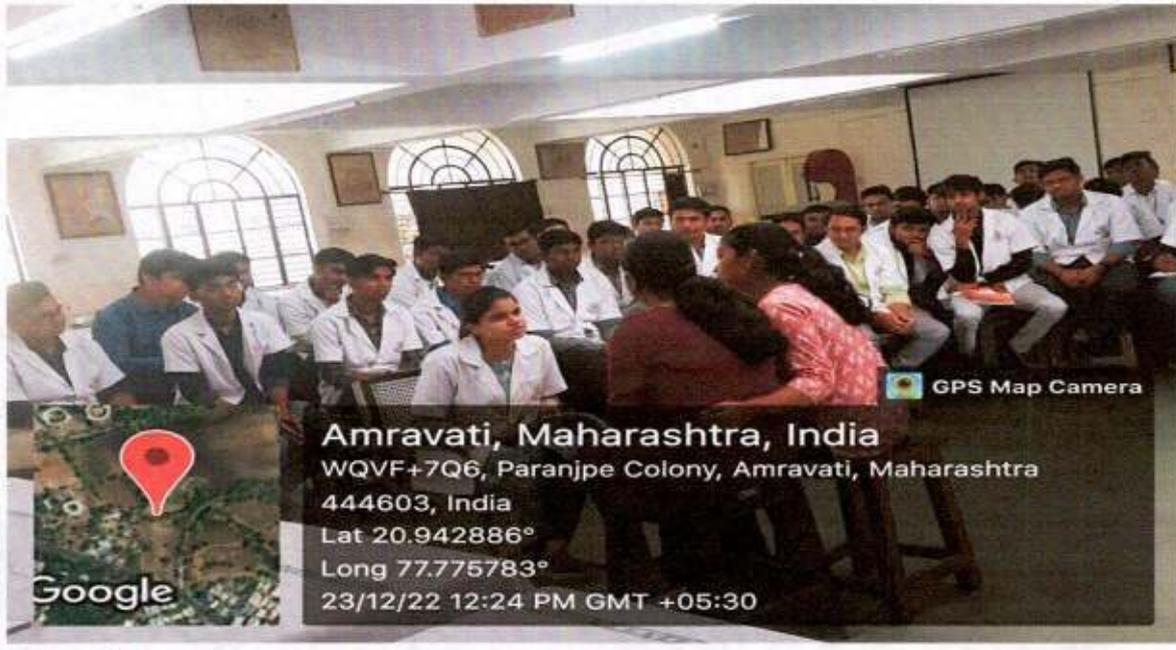 GPS Map Camera
Amravati, Maharashtra, India
WQVF+7Q6, Paranjpe Colony, Amravati, Maharashtra
444603, India
Lat 20.942886°
Long 77.775783°
23/12/22 12:24 PM GMT +05:30
Google